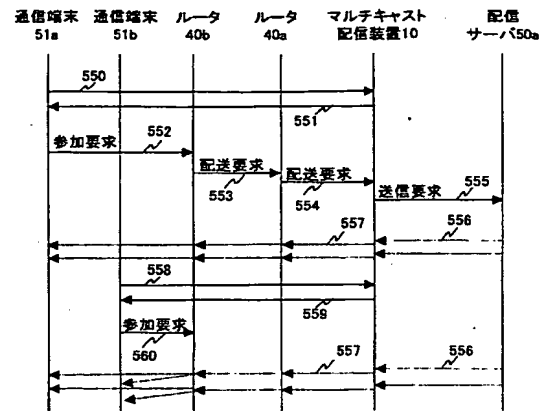 通信端末 通信端末 ルータ ルータ マルチキャスト 配信
51a 51b 40b 40a 配信装置10 サーバ50a
550
551
参加要求 552
配送要求 配送要求 555
553 554 送信要求
557 556
558
559
参加要求
560 557 556